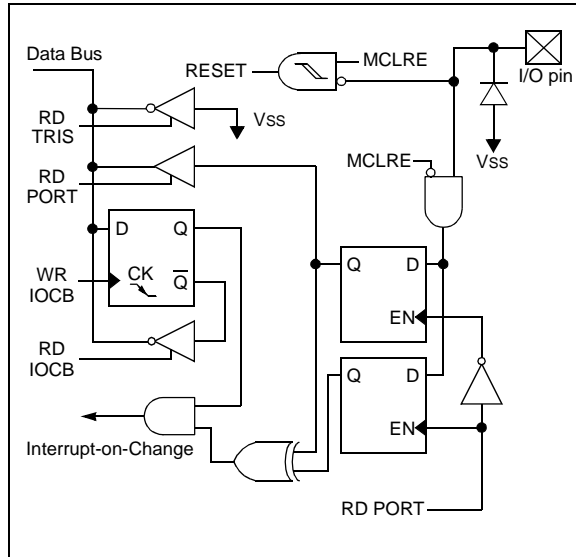 Data Bus
RESET
MCLRE
I/O pin
RD
TRIS
VSS
VSS
RD
PORT
MCLRE
D
Q
WR
IOCB
CK
Q
Q
D
EN
RD
IOCB
Q
D
EN
Interrupt-on-Change
RD PORT